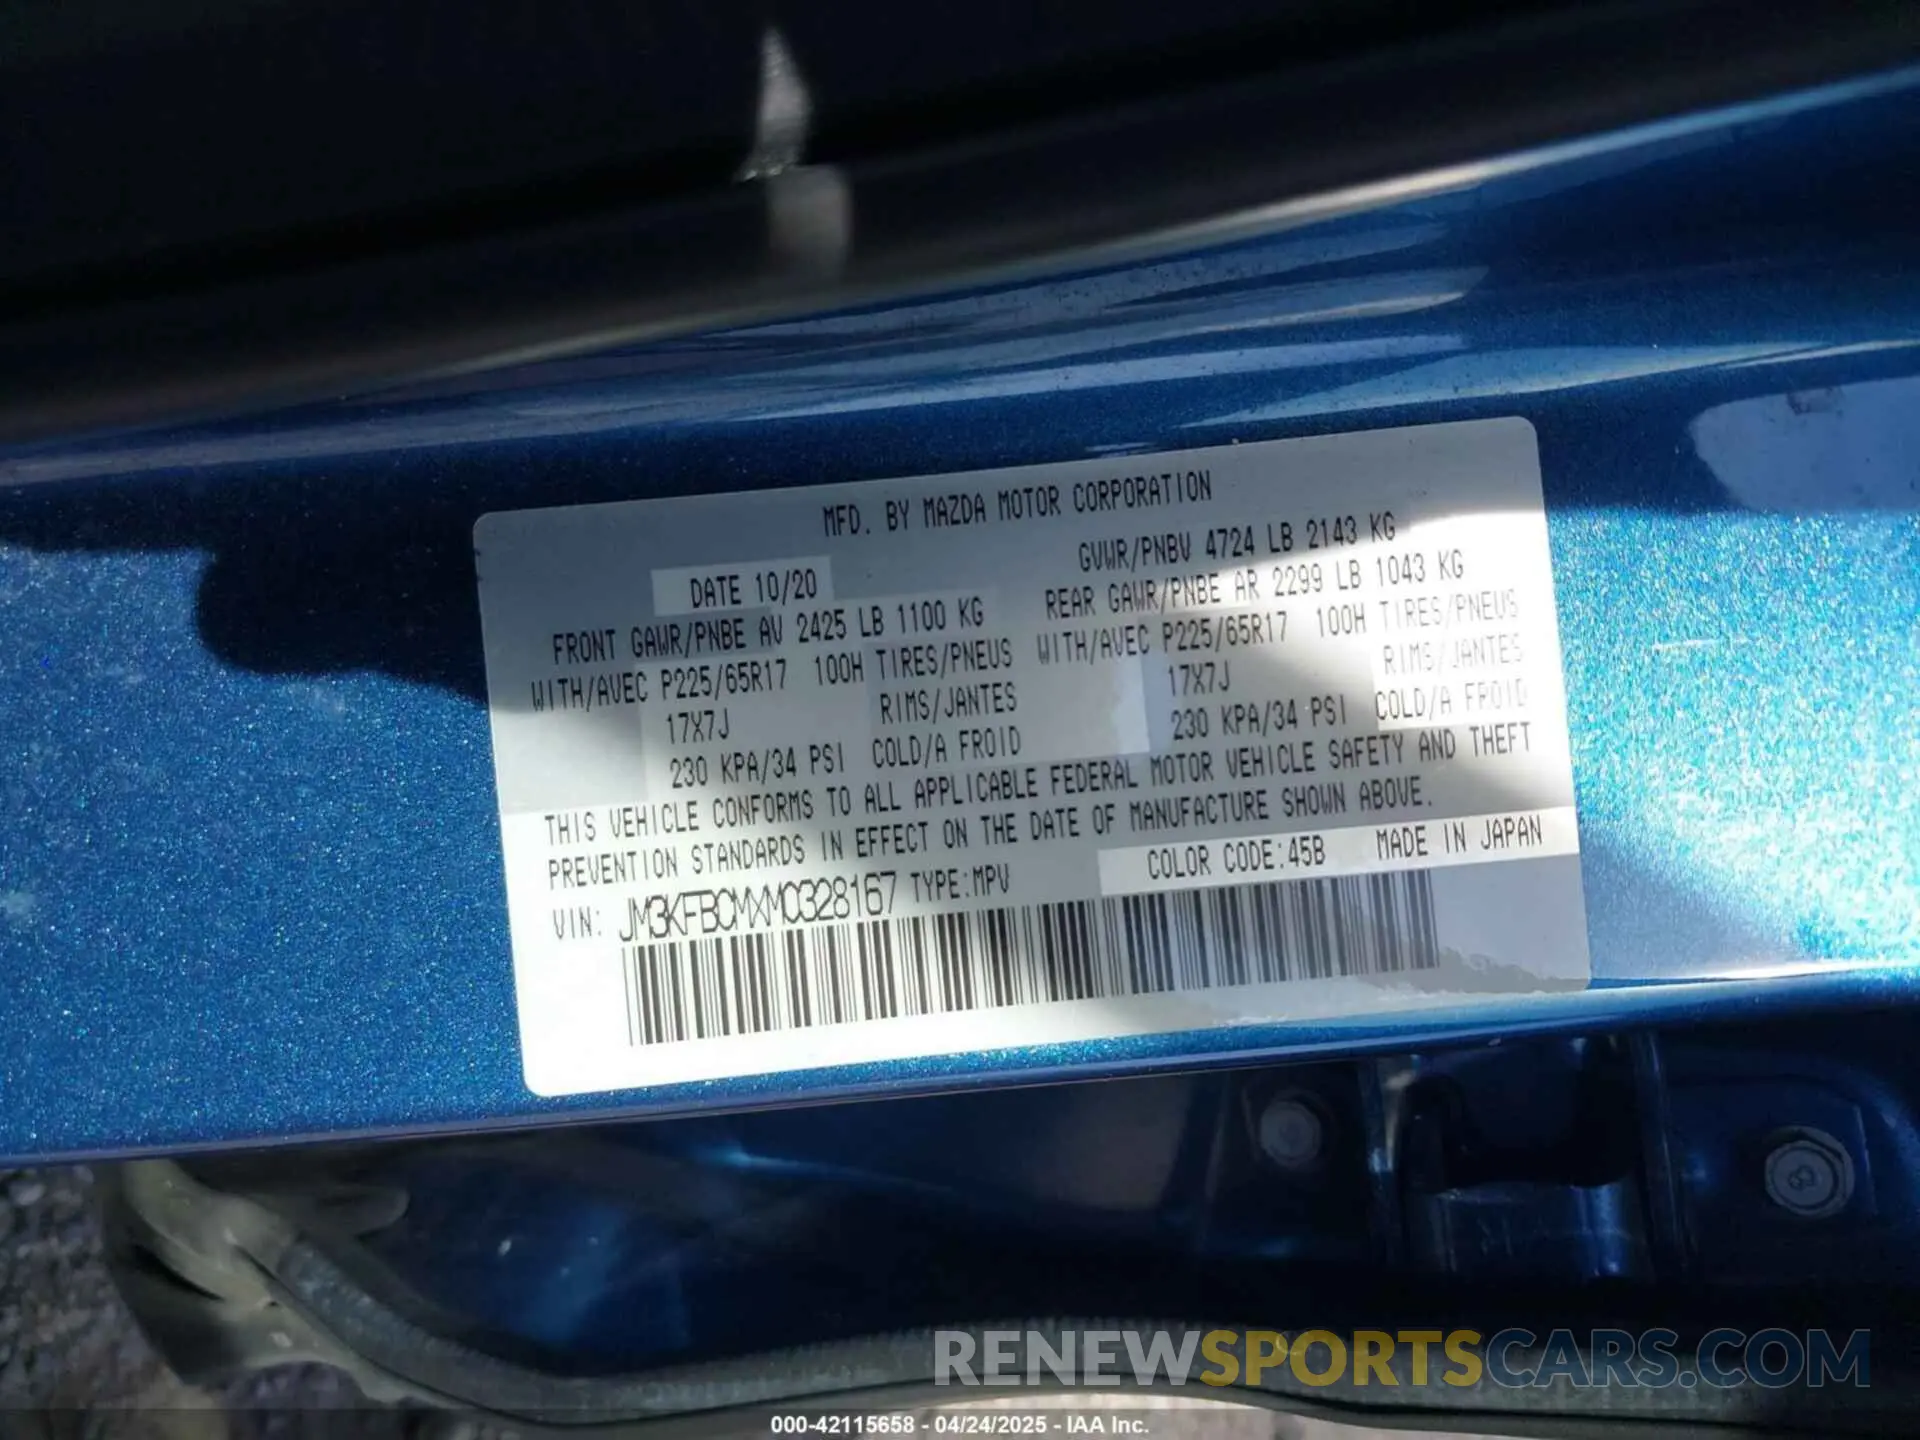 MFD. BY MAZDA MOTOR CORPORATION
DATE 10/20 GVWR/PNBV 4724 LB 2143 KG
FRONT GAWR/PNBE AV 2425 LB 1100 KG REAR GAWR/PNBE AR 2299 LB 1043 KG
WITH/AVEC P225/65R17 100H TIRES/PNEUS WITH/AVEC P225/65R17 100H TIRES/PNEUS
17X7J RIMS/JANTES 17X7J RIMS/JANTES
230 KPA/34 PSI COLD/A FROID 230 KPA/34 PSI COLD/A FROID
THIS VEHICLE CONFORMS TO ALL APPLICABLE FEDERAL MOTOR VEHICLE SAFETY AND THEFT
PREVENTION STANDARDS IN EFFECT ON THE DATE OF MANUFACTURE SHOWN ABOVE.
VIN: JM3KFBCMXM0328167 TYPE:MPV COLOR CODE:45B MADE IN JAPAN
RENEWSPORTSCARS.COM
000-42115658 - 04/24/2025 - IAA Inc.